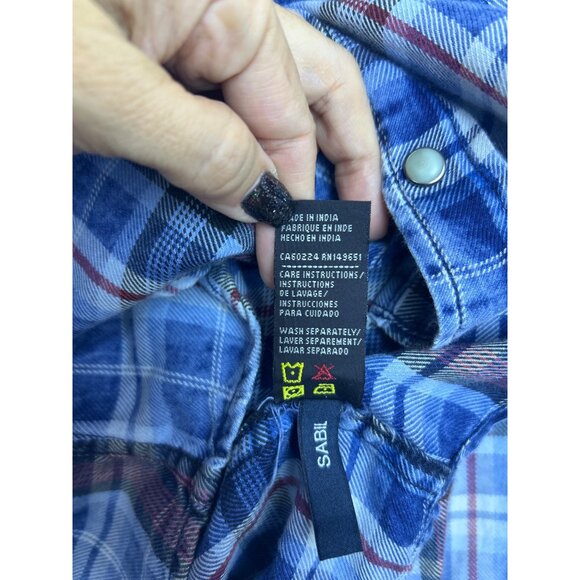 MADE IN INDIA
FABRIQUE EN INDE
HECHO EN INDIA
CA60224 RN149651
CARE INSTRUCTIONS/
INSTRUCTIONS
DE LAVAGE/
INSTRUCCIONES
PARA CUIDADO
WASH SEPARATELY/
LAVER SEPAREMENT/
LAVAR SEPARADO
SABIL